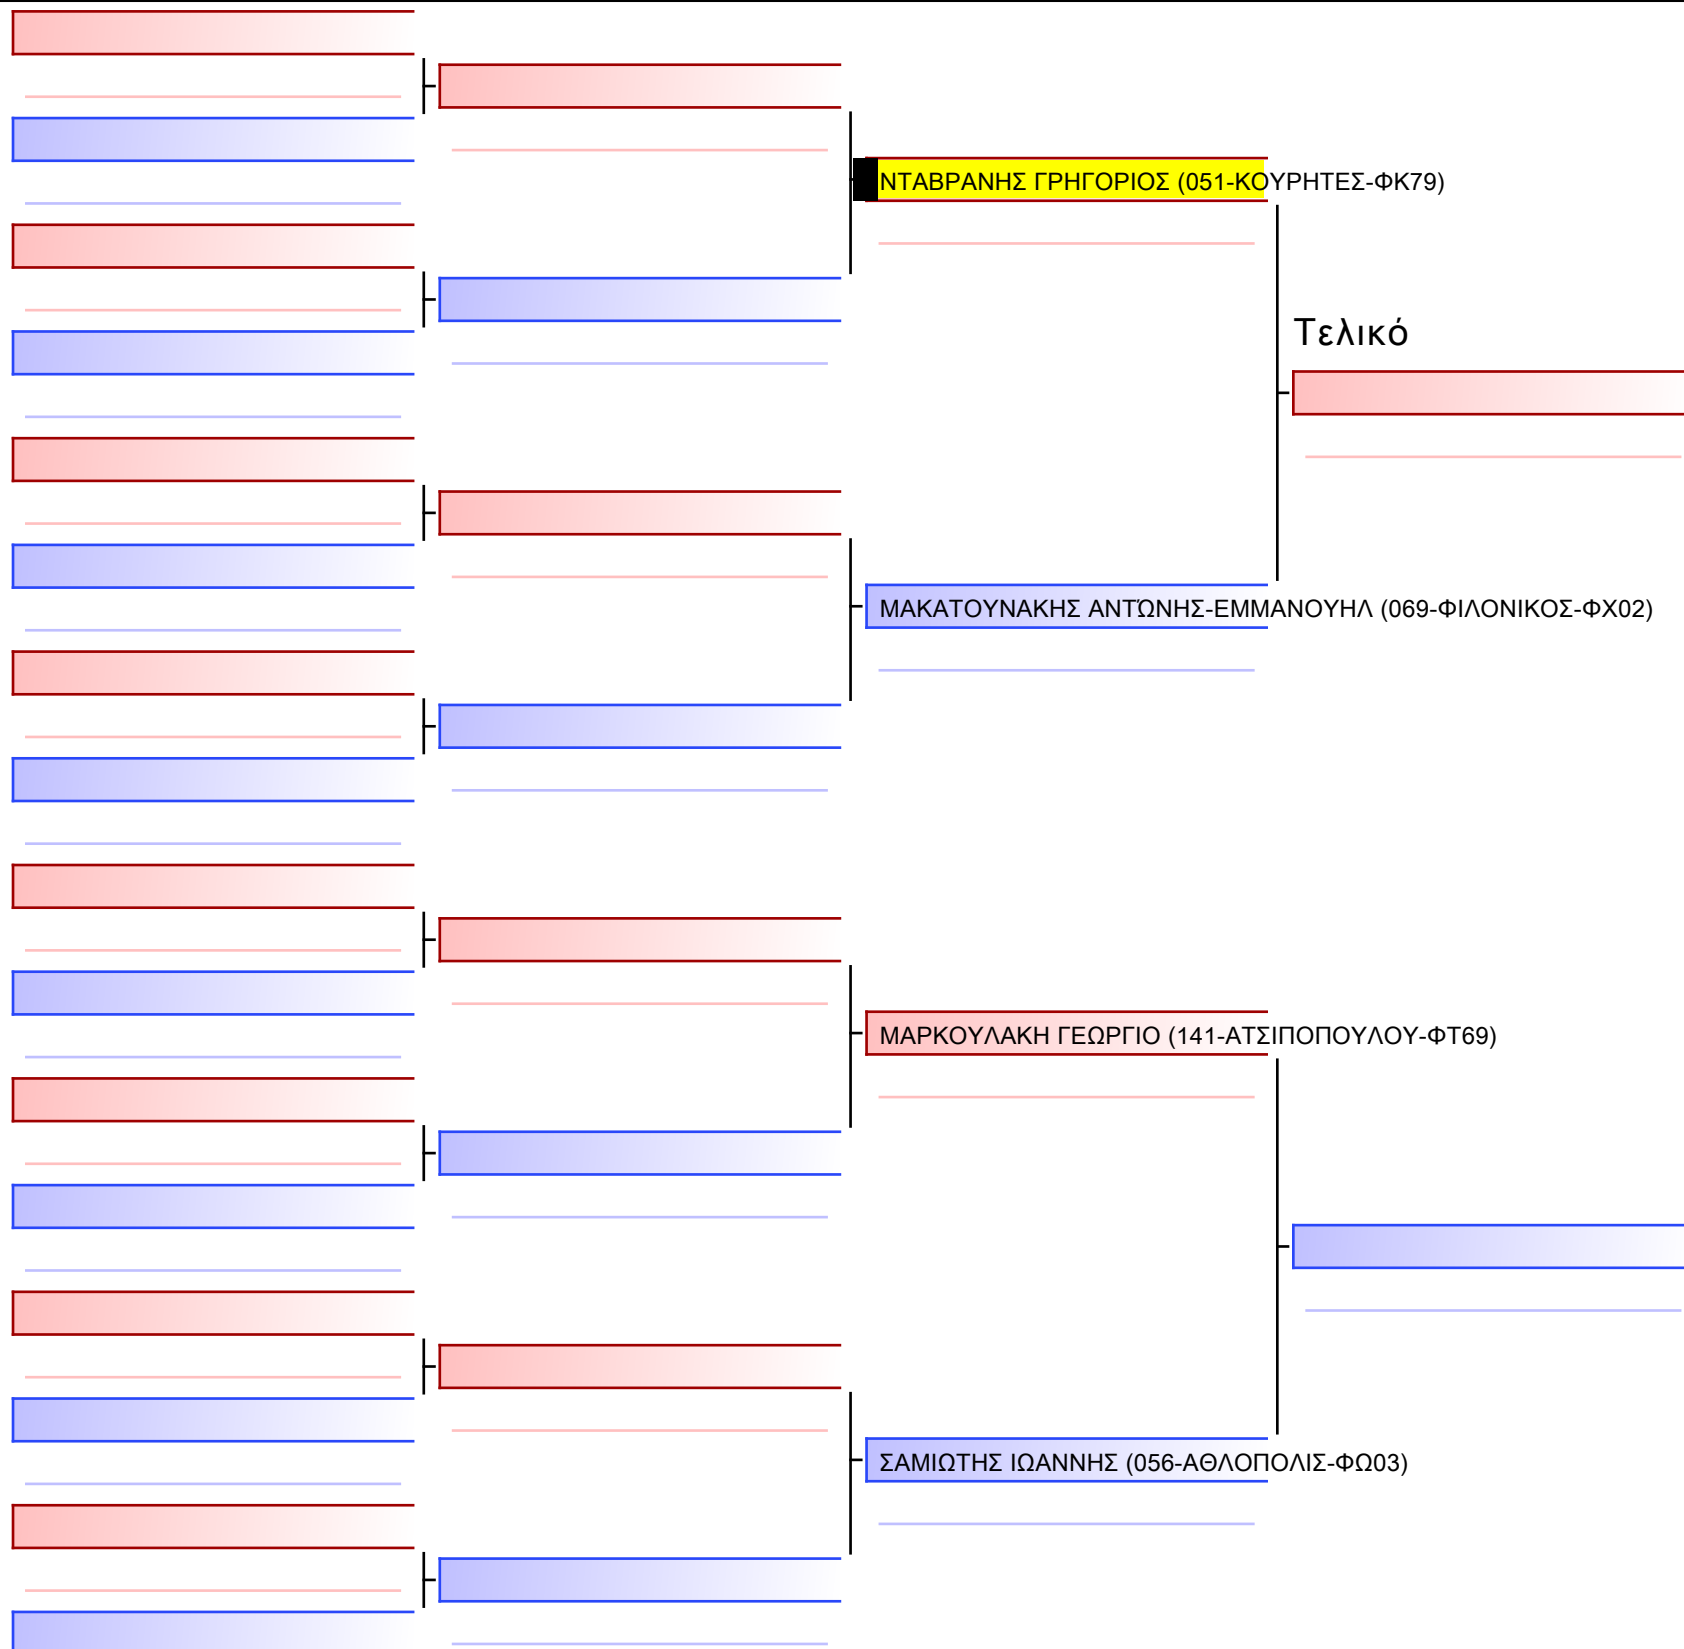 ΝΤΑΒΡΑΝΗΣ ΓΡΗΓΟΡΙΟΣ (051-ΚΟΥΡΗΤΕΣ-ΦΚ79)
Τελικό
ΜΑΚΑΤΟΥΝΑΚΗΣ ΑΝΤΏΝΗΣ-ΕΜΜΑΝΟΥΗΛ (069-ΦΙΛΟΝΙΚΟΣ-ΦΧ02)
ΜΑΡΚΟΥΛΑΚΗ ΓΕΩΡΓΙΟ (141-ΑΤΣΙΠΟΠΟΥΛΟΥ-ΦΤ69)
ΣΑΜΙΩΤΗΣ ΙΩΑΝΝΗΣ (056-ΑΘΛΟΠΟΛΙΣ-ΦΩ03)